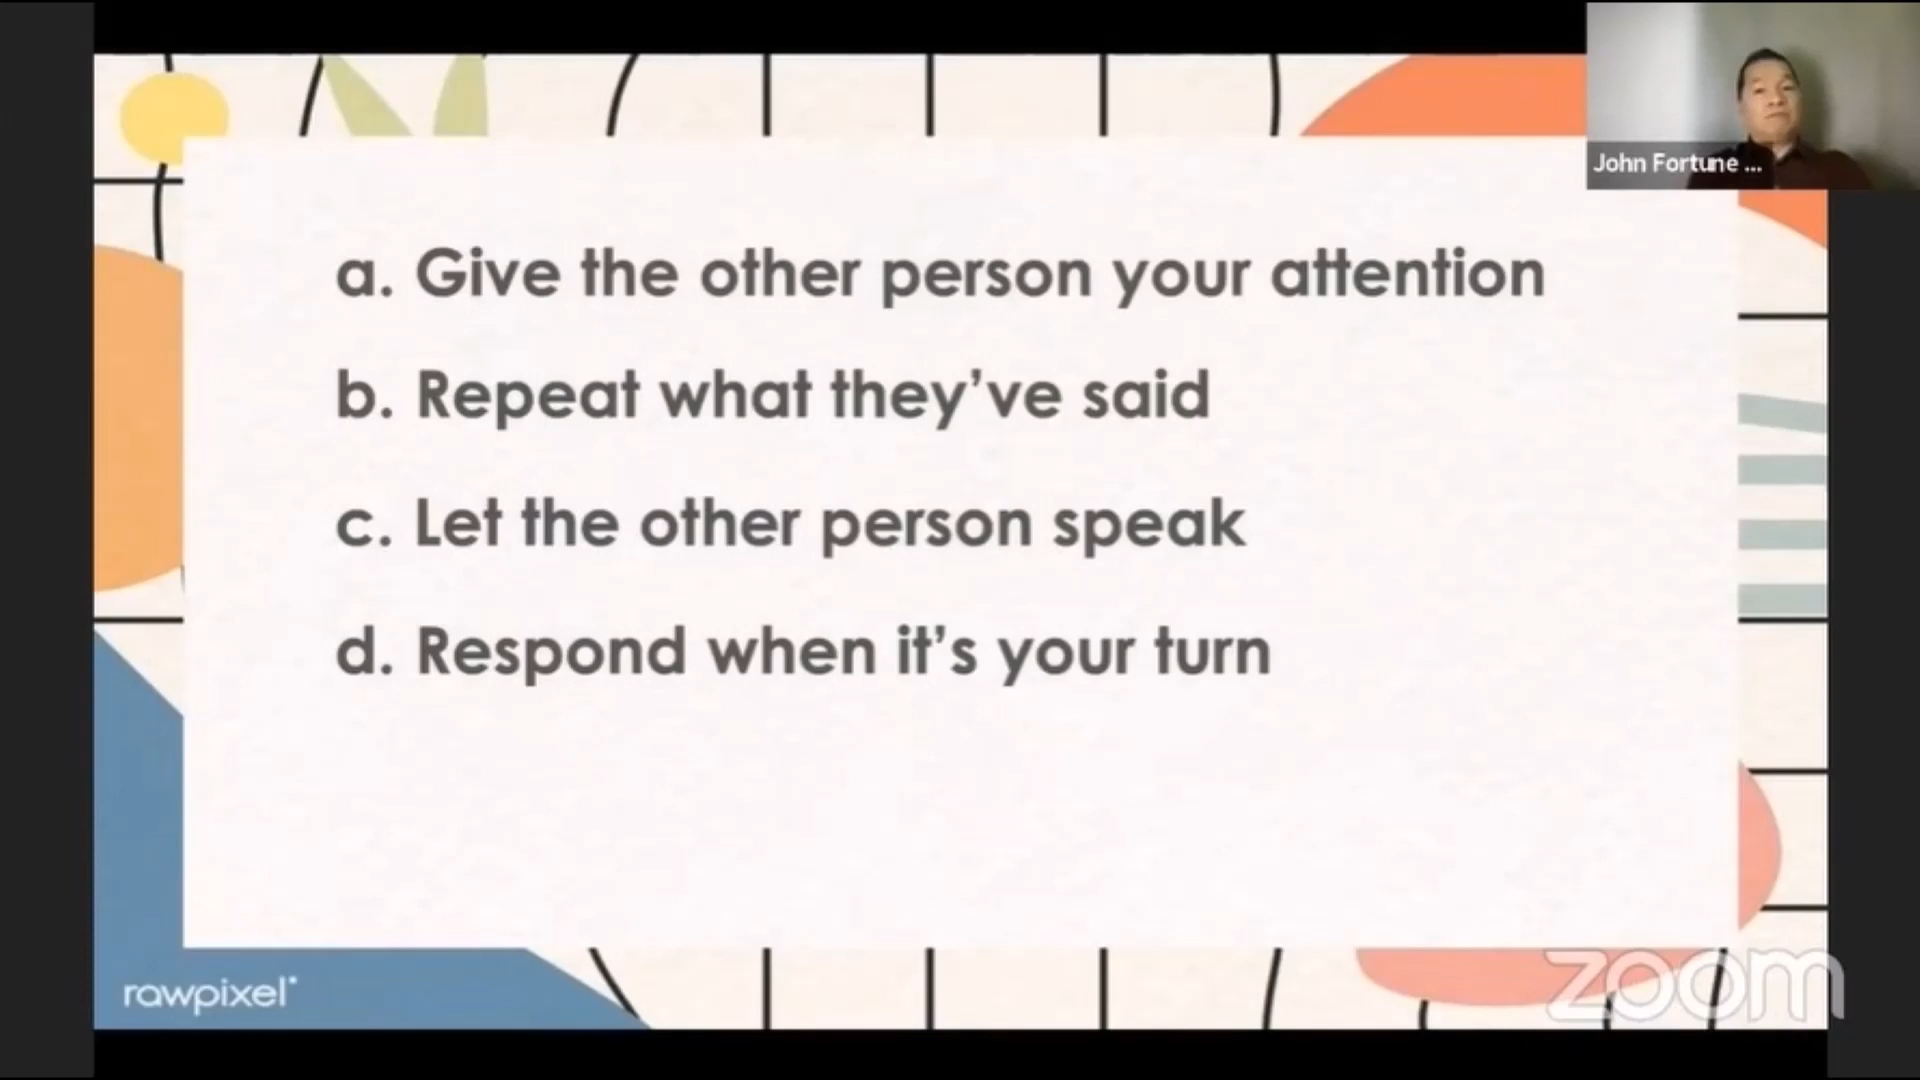 John Fortune ...
a. Give the other person your attention
b. Repeat what they’ve said
c. Let the other person speak
d. Respond when it’s your turn
rawpixel
zoom